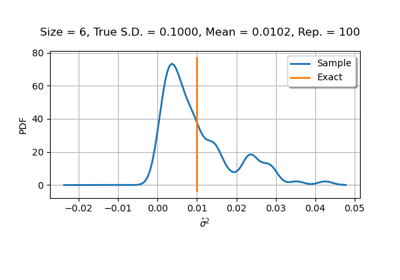 Size = 6, True S.D. = 0.1000, Mean = 0.0102, Rep. = 100
80
60
40
20
0
PDF
Sample
Exact
−0.02 −0.01 0.00 0.01 0.02 0.03 0.04 0.05
σ̂²